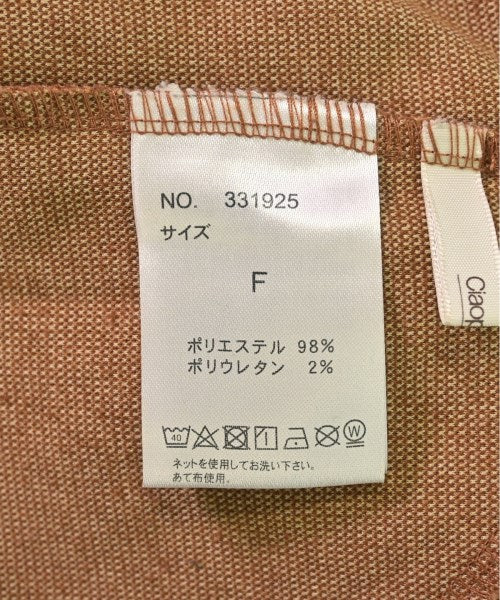 NO. 331925
サイズ
F
ポリエステル 98%
ポリウレタン 2%
40
W
ネットを使用してお洗い下さい。
あて布使用。
Ciaop